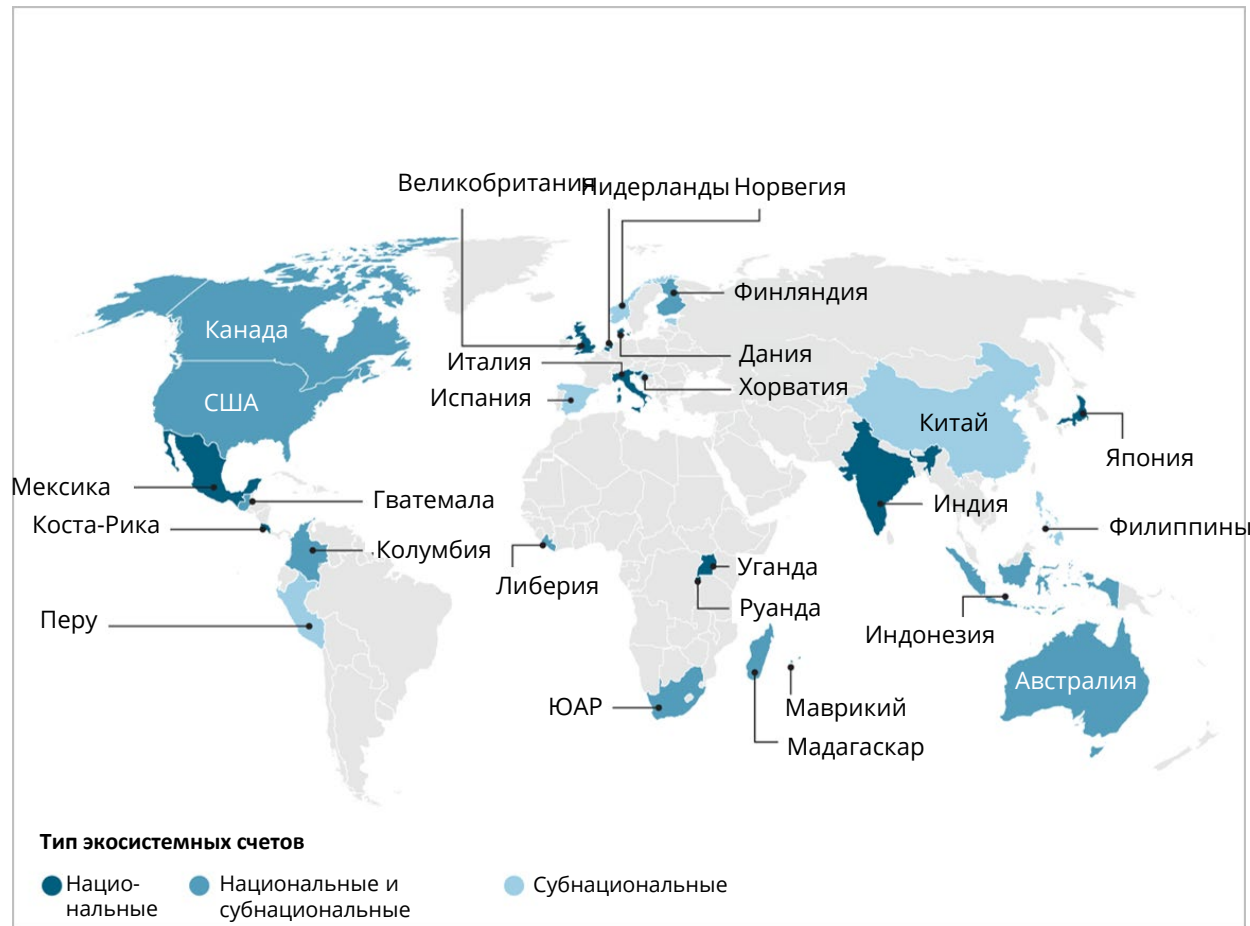 Великобритания
Нидерланды
Норвегия
Финляндия
Канада
Дания
Италия
Хорватия
Испания
США
Китай
Япония
Мексика
Гватемала
Индия
Коста-Рика
Филиппины
Колумбия
Либерия
Уганда
Руанда
Перу
Индонезия
Австралия
ЮАР
Маврикий
Мадагаскар
Тип экосистемных счетов
Нацио-
нальные
Национальные и
субнациональные
Субнациональные